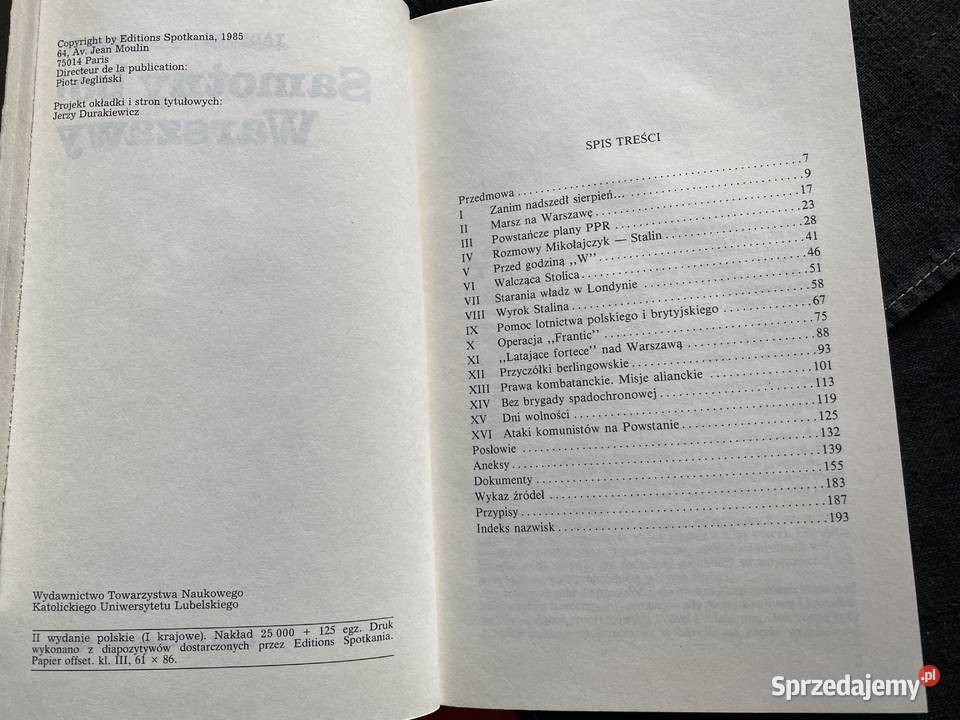 Copyright by Editions Spotkania, 1985
64, Av. Jean Moulin
75014 Paris
Directeur de la publication:
Piotr Jegliński
Projekt okładki i stron tytułowych:
Jerzy Durakiewicz
Wydawnictwo Towarzystwa Naukowego
Katolickiego Uniwersytetu Lubelskiego
II wydanie polskie (I krajowe). Nakład 25 000 + 125 egz. Druk
wykonano z diapozytywów dostarczonych przez Editions Spotkania.
Papier offset. kl. III, 61 × 86.
SPIS TREŚCI
Przedmowa 7
I Zanim nadszedł sierpień... 9
II Marsz na Warszawę 17
III Powstańcze plany PPR 23
IV Rozmowy Mikołajczyk — Stalin 28
V Przed godziną ,,W” 41
VI Walcząca Stolica 46
VII Starania władz w Londynie 51
VIII Wyrok Stalina 58
IX Pomoc lotnictwa polskiego i brytyjskiego 67
X Operacja ,,Frantic” 75
XI ,,Latające fortece” nad Warszawą 88
XII Przyczółki berlingowskie 93
XIII Prawa kombatanckie. Misje alianckie 101
XIV Bez brygady spadochronowej 113
XV Dni wolności 119
XVI Ataki komunistów na Powstanie 125
Posłowie 132
Aneksy 139
Dokumenty 155
Wykaz źródeł 183
Przypisy 187
Indeks nazwisk 193
Sprzedajemy.pl